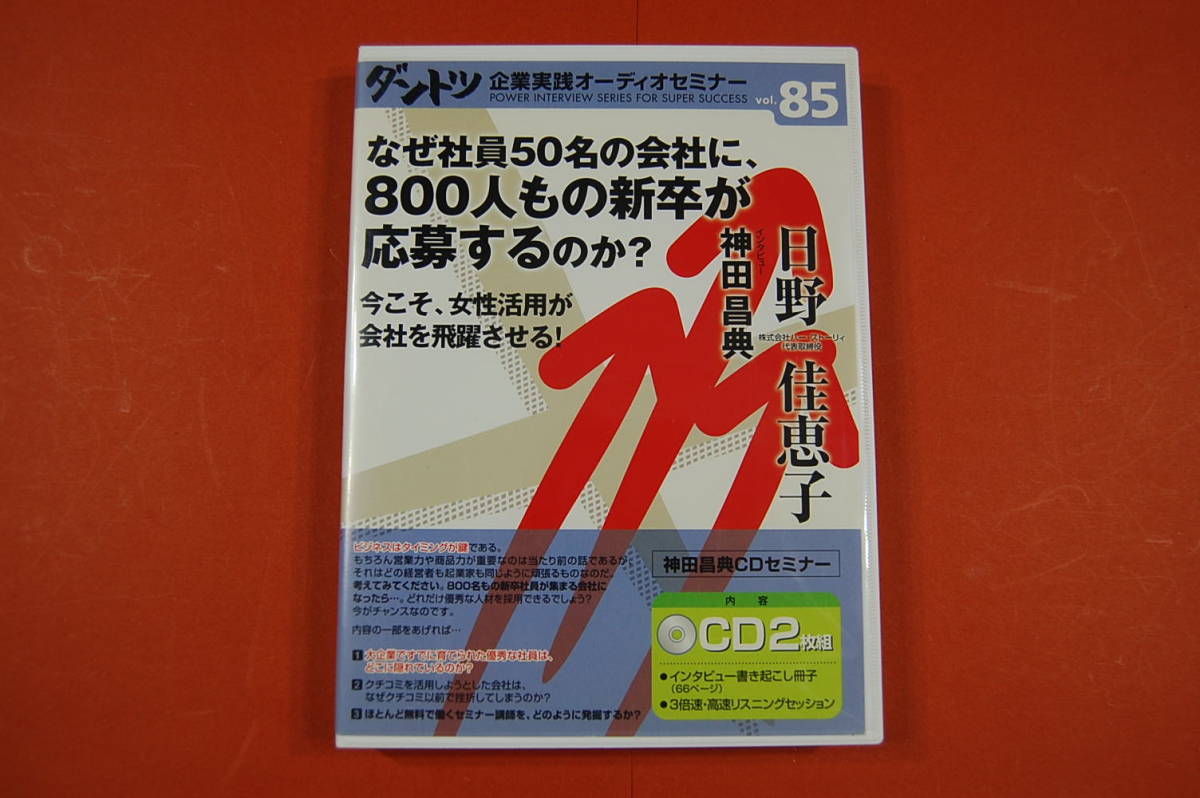 ダントツ 企業実践オーディオセミナー
POWER INTERVIEW SERIES FOR SUPER SUCCESS
vol.85
なぜ社員50名の会社に、
800人もの新卒が
応募するのか?
今こそ、女性活用が
会社を飛躍させる!
日野佳恵子
株式会社ハー・ストーリィ
代表取締役
インタビュー
神田昌典
ビジネスはタイミングが鍵である。
もちろん営業力や商品力が重要なのは当たり前の話であるが
それはどの経営者も起業家も同じように頑張るものなのだ。
考えてみてください。800名もの新卒社員が集まる会社に
なったら…。どれだけ優秀な人材を採用できるでしょう?
今がチャンスなのです。
内容の一部をあげれば…
1 大企業ですでに育てられた優秀な社員は、
どこに隠れているのか?
2 クチコミを活用しようとした会社は、
なぜクチコミ以前で挫折してしまうのか?
3 ほとんど無料で働くセミナー講師を、どのように発掘するか?
神田昌典CDセミナー
内容
CD2枚組
●インタビュー書き起こし冊子
(66ページ)
●3倍速・高速リスニングセッション